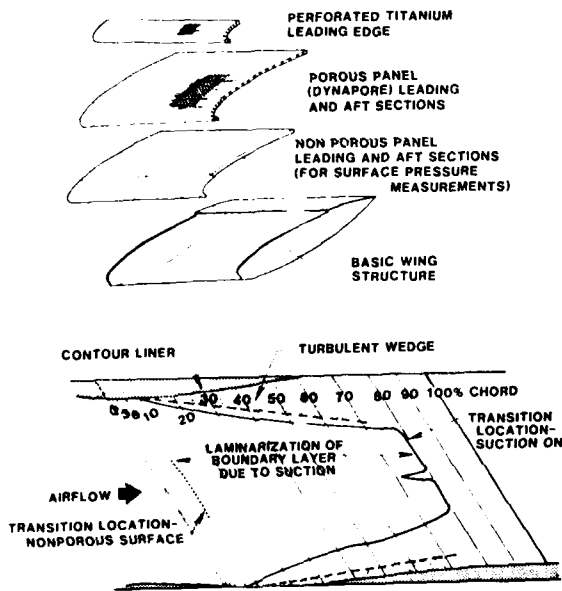 PERFORATED TITANIUM
LEADING EDGE
POROUS PANEL
(DYNAPORE) LEADING
AND AFT SECTIONS
NON POROUS PANEL
LEADING AND AFT SECTIONS
(FOR SURFACE PRESSURE
MEASUREMENTS)
BASIC WING
STRUCTURE
CONTOUR LINER
TURBULENT WEDGE
10 20 30 40 50 60 70 80 90 100% CHORD
TRANSITION
LOCATION-
SUCTION ON
LAMINARIZATION OF
BOUNDARY LAYER
DUE TO SUCTION
AIRFLOW
TRANSITION LOCATION-
NONPOROUS SURFACE